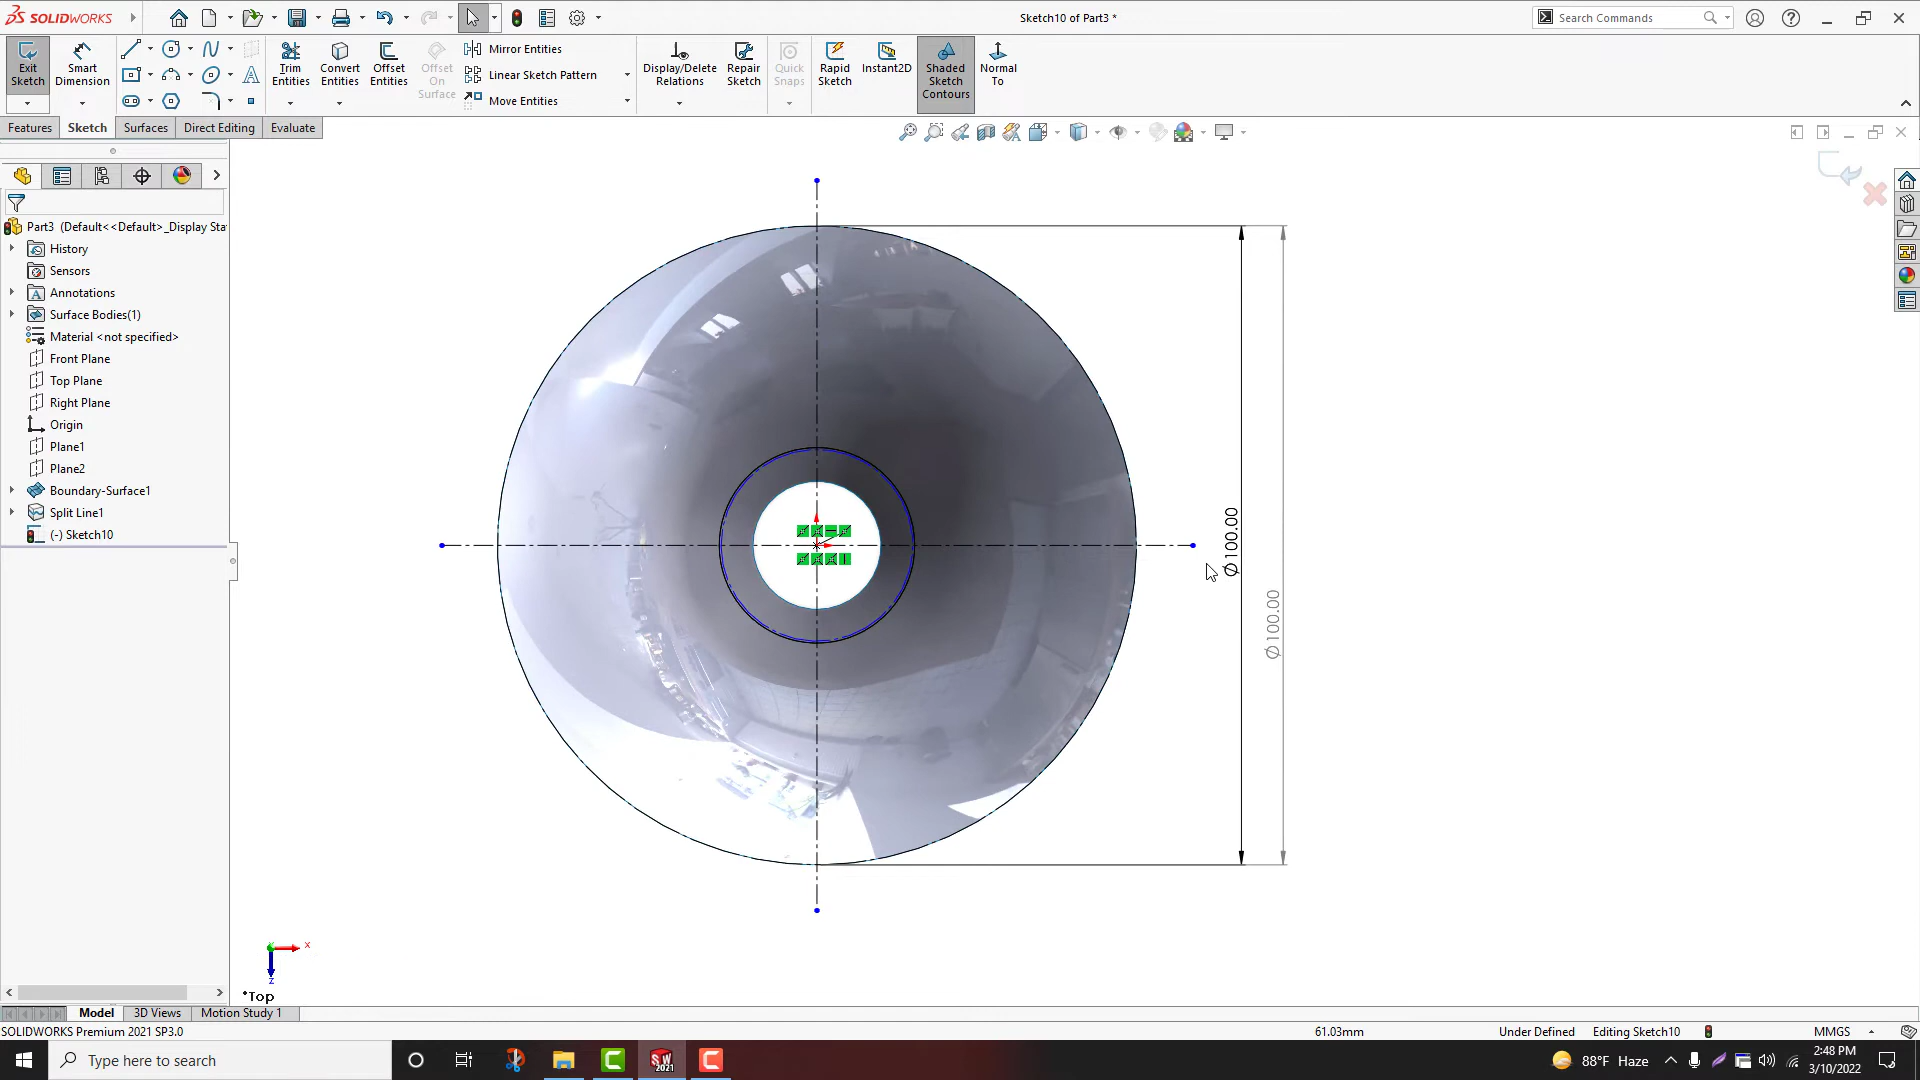 SOLIDWORKS
Sketch10 of Part3 *
Search Commands
Exit Sketch
Smart Dimension
Trim Entities
Convert Entities
Offset Entities
Offset On Surface
Mirror Entities
Linear Sketch Pattern
Move Entities
Display/Delete Relations
Repair Sketch
Quick Snaps
Rapid Sketch
Instant2D
Shaded Sketch Contours
Normal To
Features
Sketch
Surfaces
Direct Editing
Evaluate
Part3 (Default<<Default>_Display Sta
History
Sensors
Annotations
Surface Bodies(1)
Material <not specified>
Front Plane
Top Plane
Right Plane
Origin
Plane1
Plane2
Boundary-Surface1
Split Line1
(-) Sketch10
Ø100.00
Ø100.00
x
z
*Top
Model
3D Views
Motion Study 1
SOLIDWORKS Premium 2021 SP3.0
61.03mm
Under Defined
Editing Sketch10
MMGS
Type here to search
SW
2021
88°F Haze
2:48 PM
3/10/2022